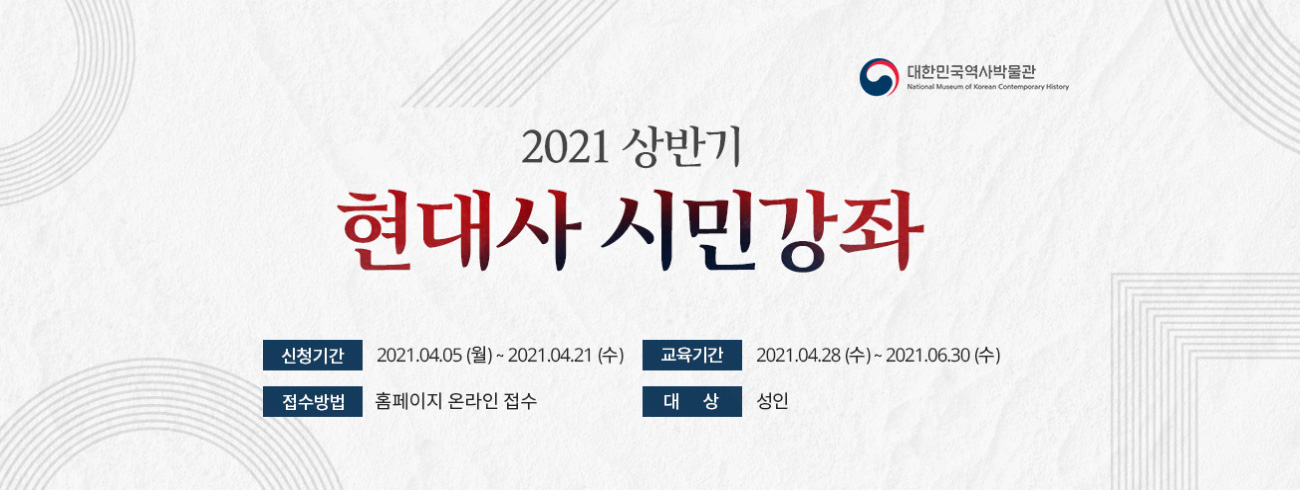 대한민국역사박물관
National Museum of Korean Contemporary History
2021 상반기
현대사 시민강좌
신청기간 2021.04.05 (월) ~ 2021.04.21 (수) 교육기간 2021.04.28 (수) ~ 2021.06.30 (수)
접수방법 홈페이지 온라인 접수 대 상 성인